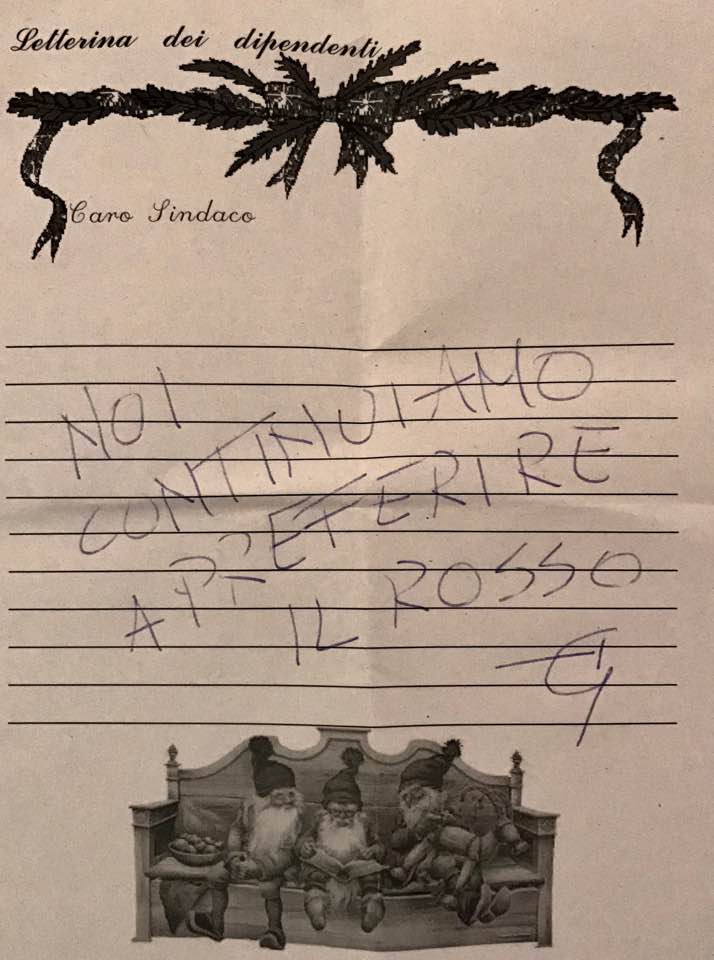 Letterina dei dipendenti
Caro Sindaco
NOI
CONTINUIAMO
A PREFERIRE
IL ROSSO